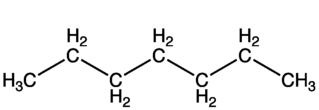 H₂ H₂ H₂
C C C
H₃C C C CH₃
H₂ H₂